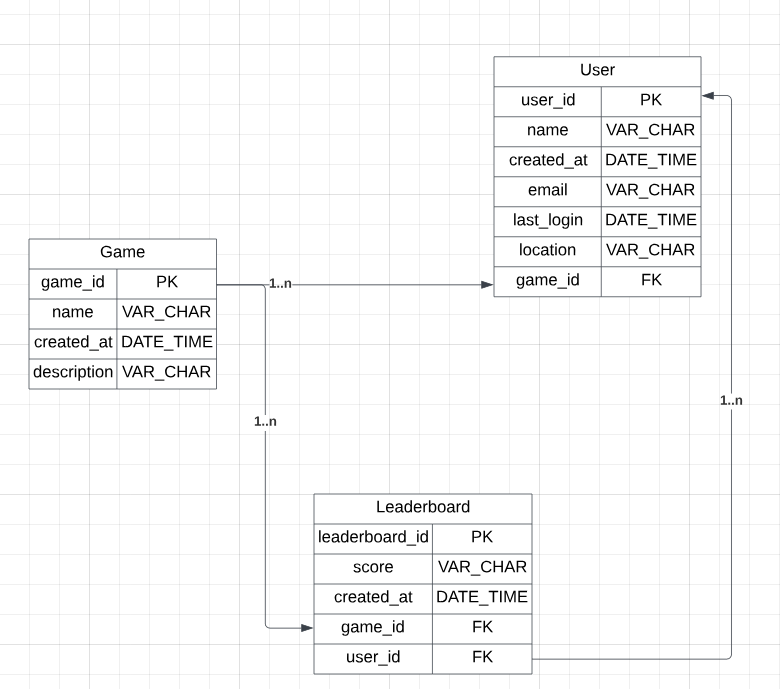 User
user_id PK
name VAR_CHAR
created_at DATE_TIME
email VAR_CHAR
last_login DATE_TIME
location VAR_CHAR
game_id FK
Game
game_id PK
name VAR_CHAR
created_at DATE_TIME
description VAR_CHAR
1..n
1..n
1..n
Leaderboard
leaderboard_id PK
score VAR_CHAR
created_at DATE_TIME
game_id FK
user_id FK